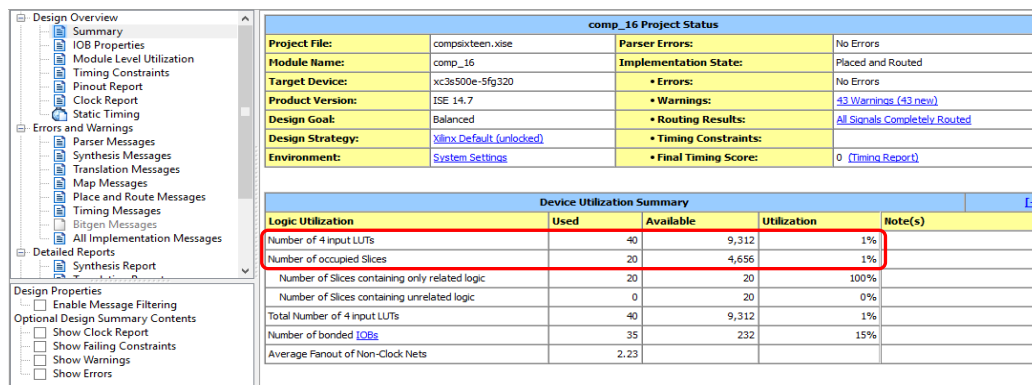 Design Overview
Summary
IOB Properties
Module Level Utilization
Timing Constraints
Pinout Report
Clock Report
Static Timing
Errors and Warnings
Parser Messages
Synthesis Messages
Translation Messages
Map Messages
Place and Route Messages
Timing Messages
Bitgen Messages
All Implementation Messages
Detailed Reports
Synthesis Report
Design Properties
Enable Message Filtering
Optional Design Summary Contents
Show Clock Report
Show Failing Constraints
Show Warnings
Show Errors
comp_16 Project Status
Project File: compsixteen.xise Parser Errors: No Errors
Module Name: comp_16 Implementation State: Placed and Routed
Target Device: xc3s500e-5fg320 • Errors: No Errors
Product Version: ISE 14.7 • Warnings: 43 Warnings (43 new)
Design Goal: Balanced • Routing Results: All Signals Completely Routed
Design Strategy: Xilinx Default (unlocked) • Timing Constraints:
Environment: System Settings • Final Timing Score: 0 (Timing Report)
Device Utilization Summary
Logic Utilization Used Available Utilization Note(s)
Number of 4 input LUTs 40 9,312 1%
Number of occupied Slices 20 4,656 1%
Number of Slices containing only related logic 20 20 100%
Number of Slices containing unrelated logic 0 20 0%
Total Number of 4 input LUTs 40 9,312 1%
Number of bonded IOBs 35 232 15%
Average Fanout of Non-Clock Nets 2.23